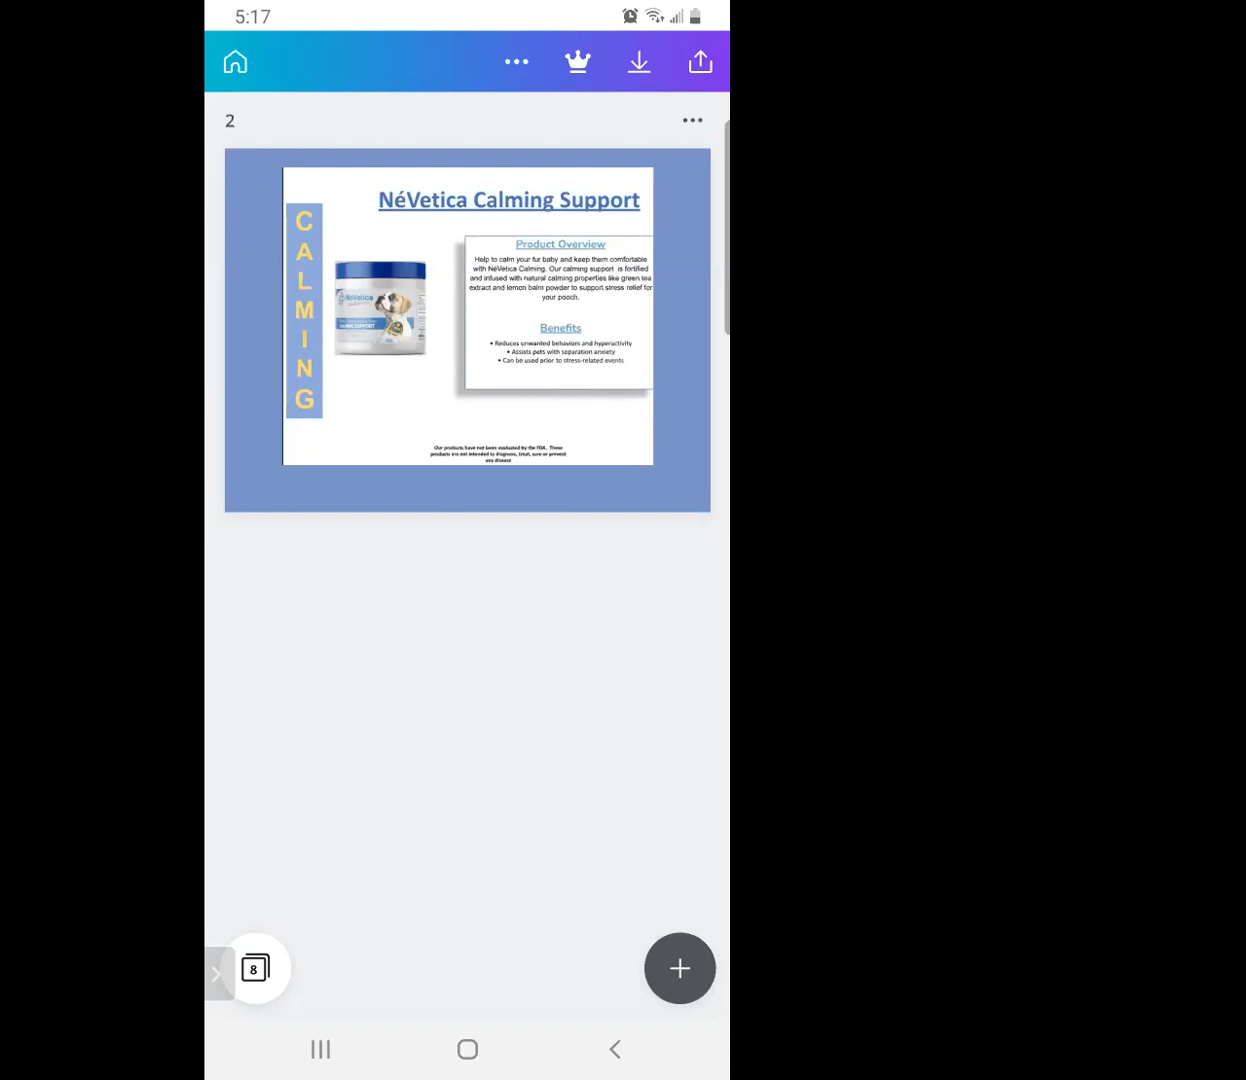 5:17
2
NéVetica Calming Support
C
A
L
M
I
N
G
Product Overview
Help to calm your fur baby and keep them comfortable
with NéVetica Calming. Our calming support is fortified
and infused with natural calming properties like green tea
extract and lemon balm powder to support stress relief for
your pooch.
NéVetica
CALMING SUPPORT
Benefits
• Reduces unwanted behaviors and hyperactivity
• Assists pets with separation anxiety
• Can be used prior to stress-related events
Our products have not been evaluated by the FDA. These
products are not intended to diagnose, treat, cure or prevent
any disease
8